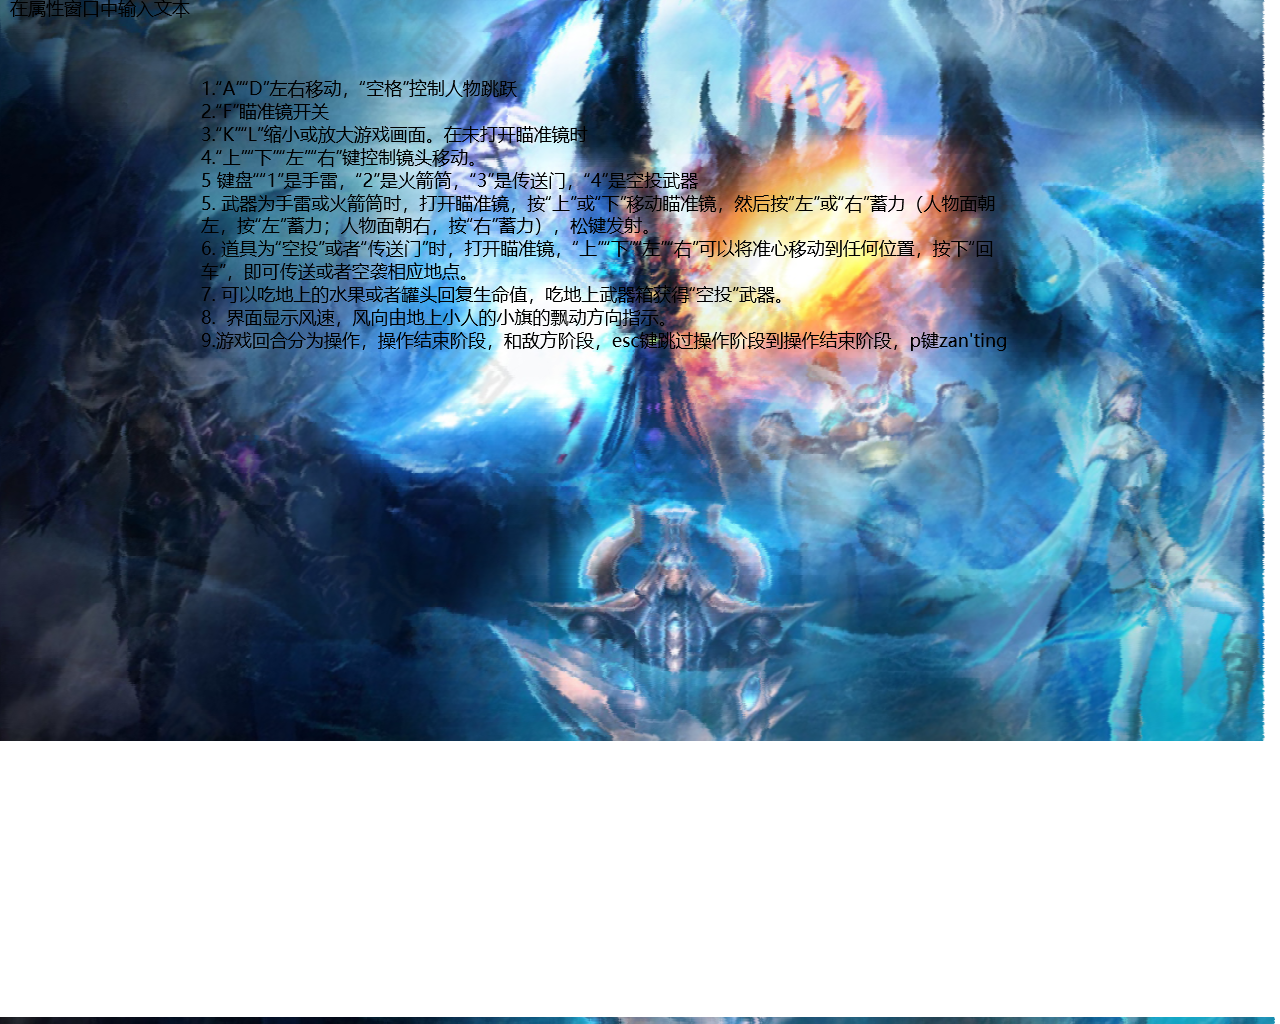 在属性窗口中输入文本
1.“A”“D”左右移动，“空格”控制人物跳跃
2.“F”瞄准镜开关
3.“K”“L”缩小或放大游戏画面。在未打开瞄准镜时
4.“上”“下”“左”“右”键控制镜头移动。
5 键盘““1”是手雷，“2”是火箭筒，“3”是传送门，“4”是空投武器
5. 武器为手雷或火箭筒时，打开瞄准镜，按“上”或“下”移动瞄准镜，然后按“左”或“右”蓄力（人物面朝
左，按“左”蓄力；人物面朝右，按“右”蓄力），松键发射。
6. 道具为“空投”或者“传送门”时，打开瞄准镜，“上”“下”“左”“右”可以将准心移动到任何位置，按下“回
车”，即可传送或者空袭相应地点。
7. 可以吃地上的水果或者罐头回复生命值，吃地上武器箱获得“空投”武器。
8.  界面显示风速，风向由地上小人的小旗的飘动方向指示。
9.游戏回合分为操作，操作结束阶段，和敌方阶段，esc键跳过操作阶段到操作结束阶段，p键zan'ting